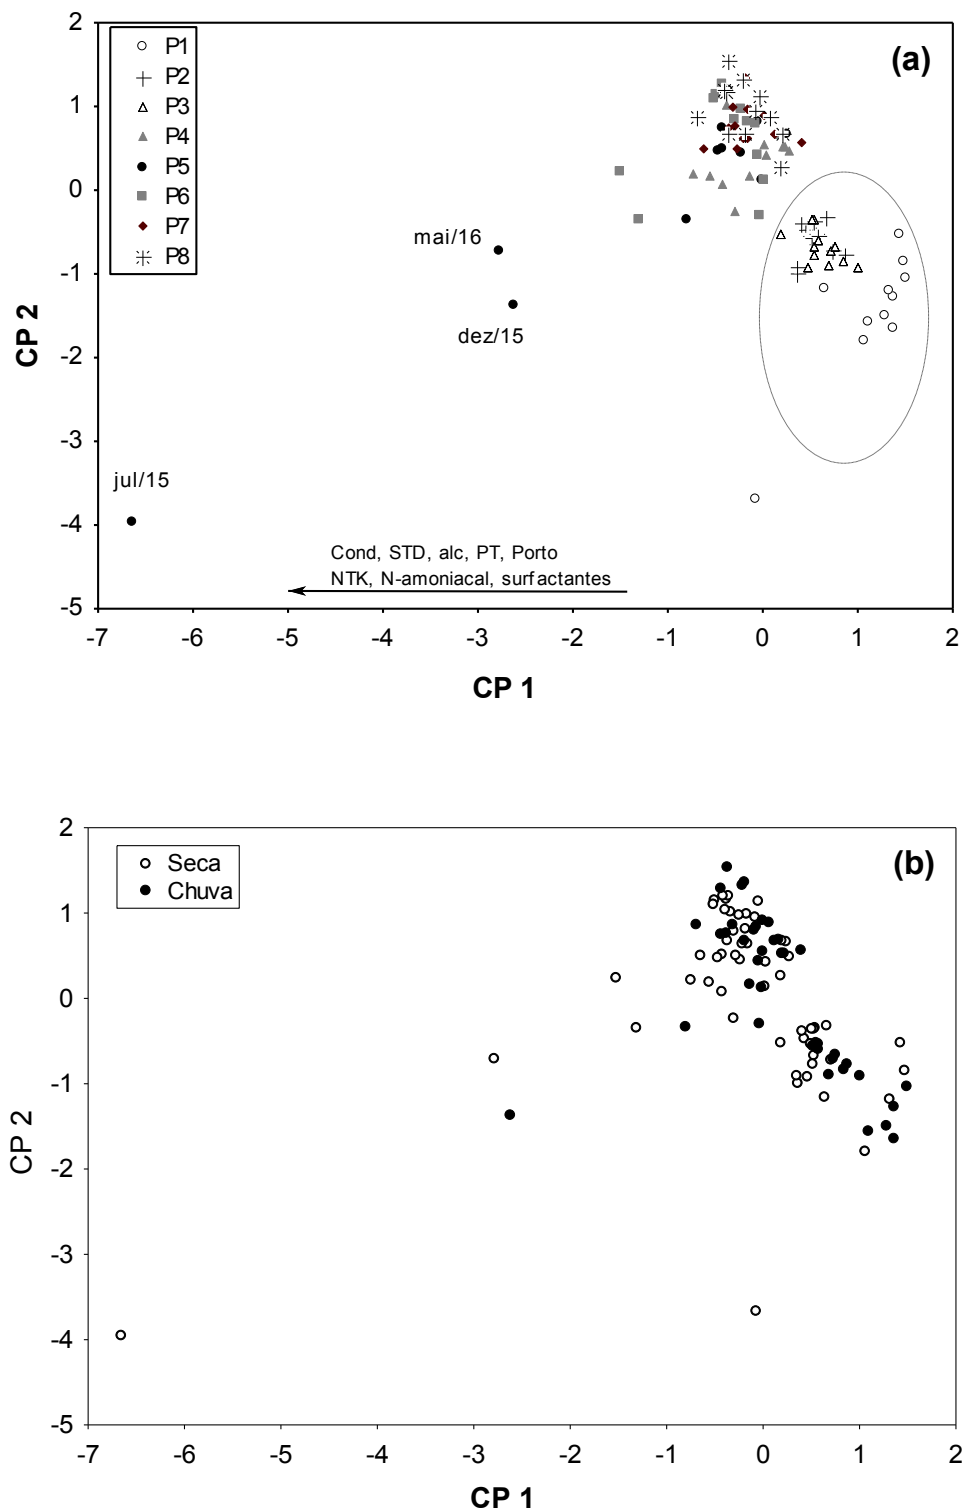 2
(a)
P1
P2
P3
P4
P5
P6
P7
P8
1
0
-1
-2
-3
-4
-5
CP 2
mai/16
dez/15
jul/15
Cond, STD, alc, PT, Porto
NTK, N-amoniacal, surfactantes
-7 -6 -5 -4 -3 -2 -1 0 1 2
CP 1
2
(b)
Seca
Chuva
1
0
-1
-2
-3
-4
-5
CP 2
-7 -6 -5 -4 -3 -2 -1 0 1 2
CP 1